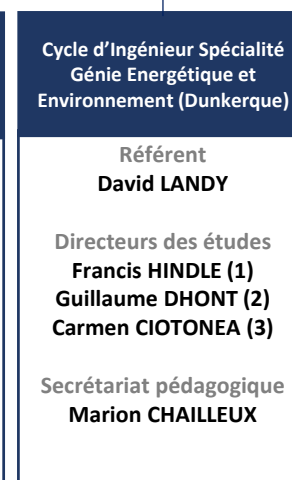 Cycle d’Ingénieur Spécialité
Génie Energétique et
Environnement (Dunkerque)
Référent
David LANDY
Directeurs des études
Francis HINDLE (1)
Guillaume DHONT (2)
Carmen CIOTONEA (3)
Secrétariat pédagogique
Marion CHAILLEUX